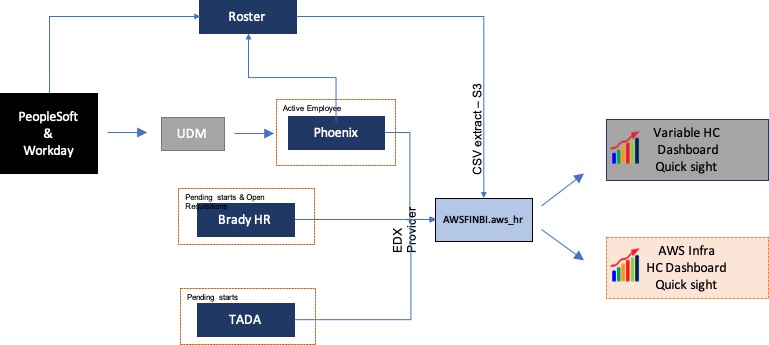 Roster
PeopleSoft
&
Workday
UDM
Active Employee
Phoenix
CSV extract – S3
Variable HC
Dashboard
Quick sight
Pending starts & Open
Requisitions
Brady HR
EDX
Provider
AWSFINBI.aws_hr
AWS Infra
HC Dashboard
Quick sight
Pending starts
TADA